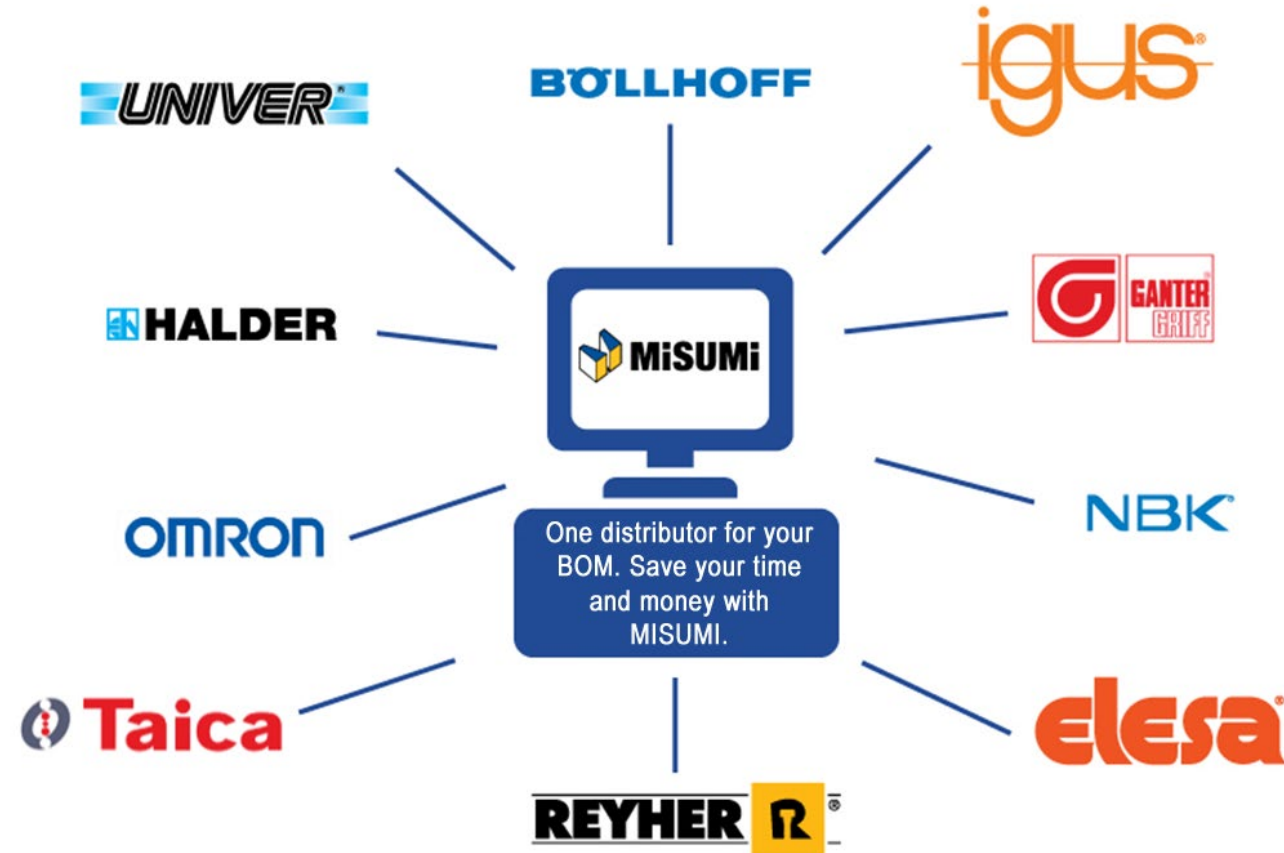 UNIVER®
BÖLLHOFF
igus®
HALDER
MiSUMi
GANTER®
GRIFF
OMRON
NBK®
One distributor for your
BOM. Save your time
and money with
MISUMI.
Taica
elesa®
REYHER R ®